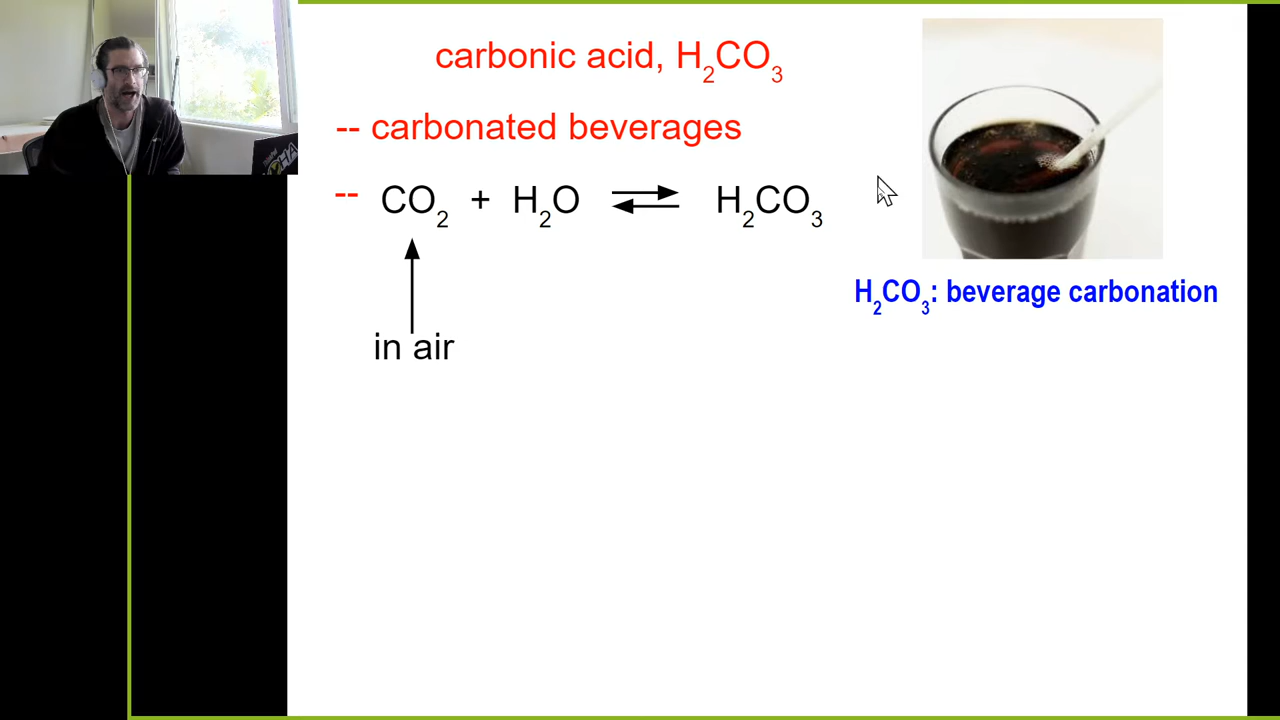 carbonic acid, H₂CO₃
-- carbonated beverages
-- CO₂ + H₂O ⇌ H₂CO₃
in air
H₂CO₃: beverage carbonation